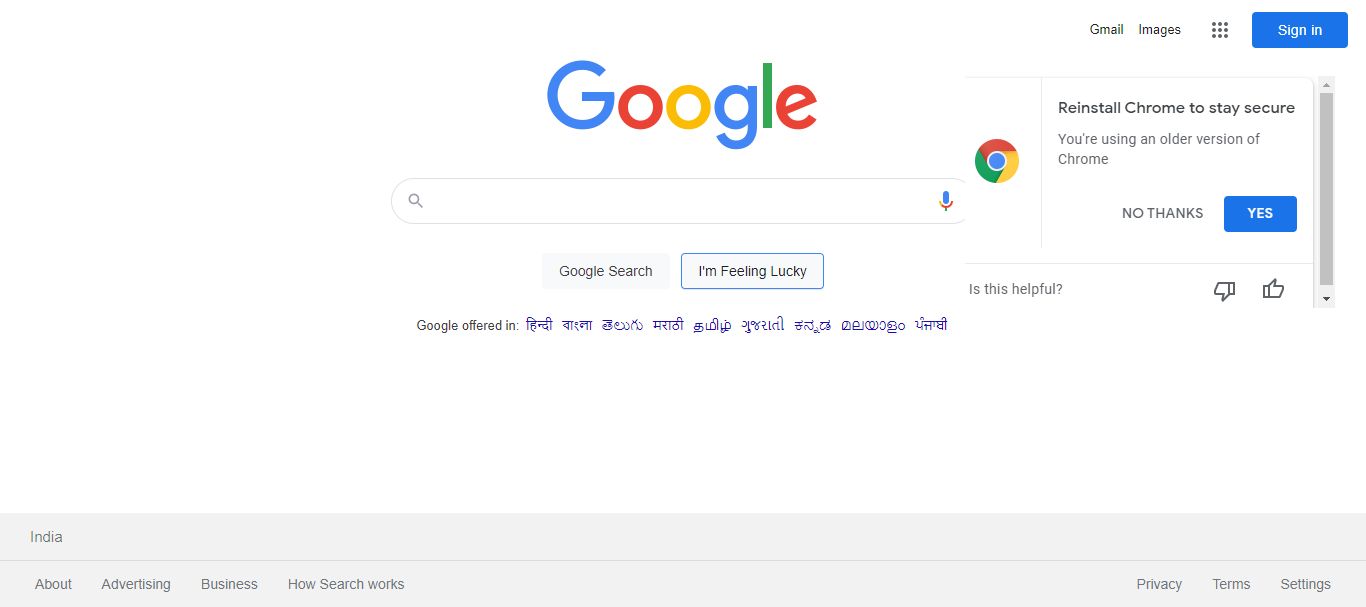 Gmail Images Sign in
Google
Reinstall Chrome to stay secure
You're using an older version of
Chrome
NO THANKS YES
Is this helpful?
Google Search I'm Feeling Lucky
Google offered in: हिन्दी বাংলা తెలుగు मराठी தமிழ் ગુજરાતી ಕನ್ನಡ മലയാളം ਪੰਜਾਬੀ
India
About Advertising Business How Search works Privacy Terms Settings